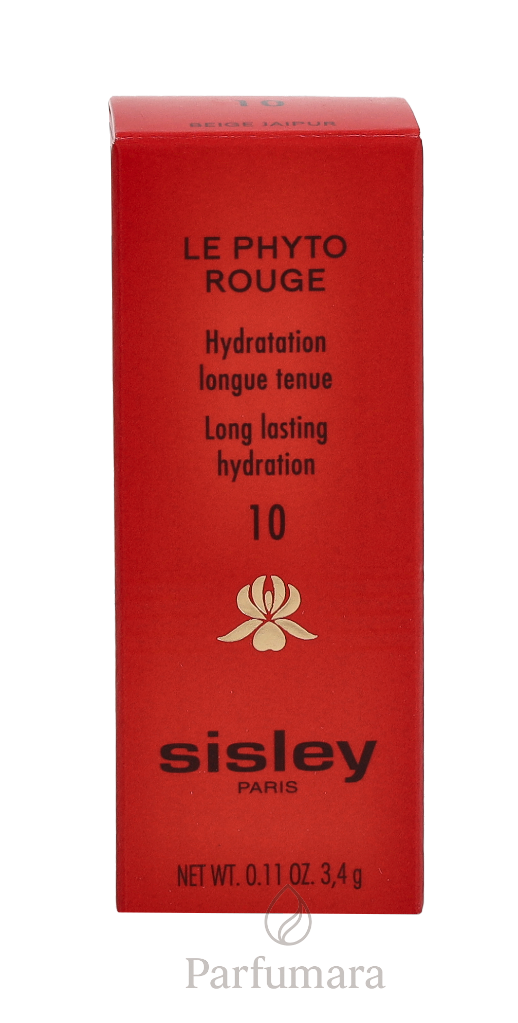 10
BEIGE JAIPUR
LE PHYTO
ROUGE
Hydratation
longue tenue
Long lasting
hydration
10
sisley
PARIS
NET WT. 0.11 OZ. 3,4 g
Parfumara